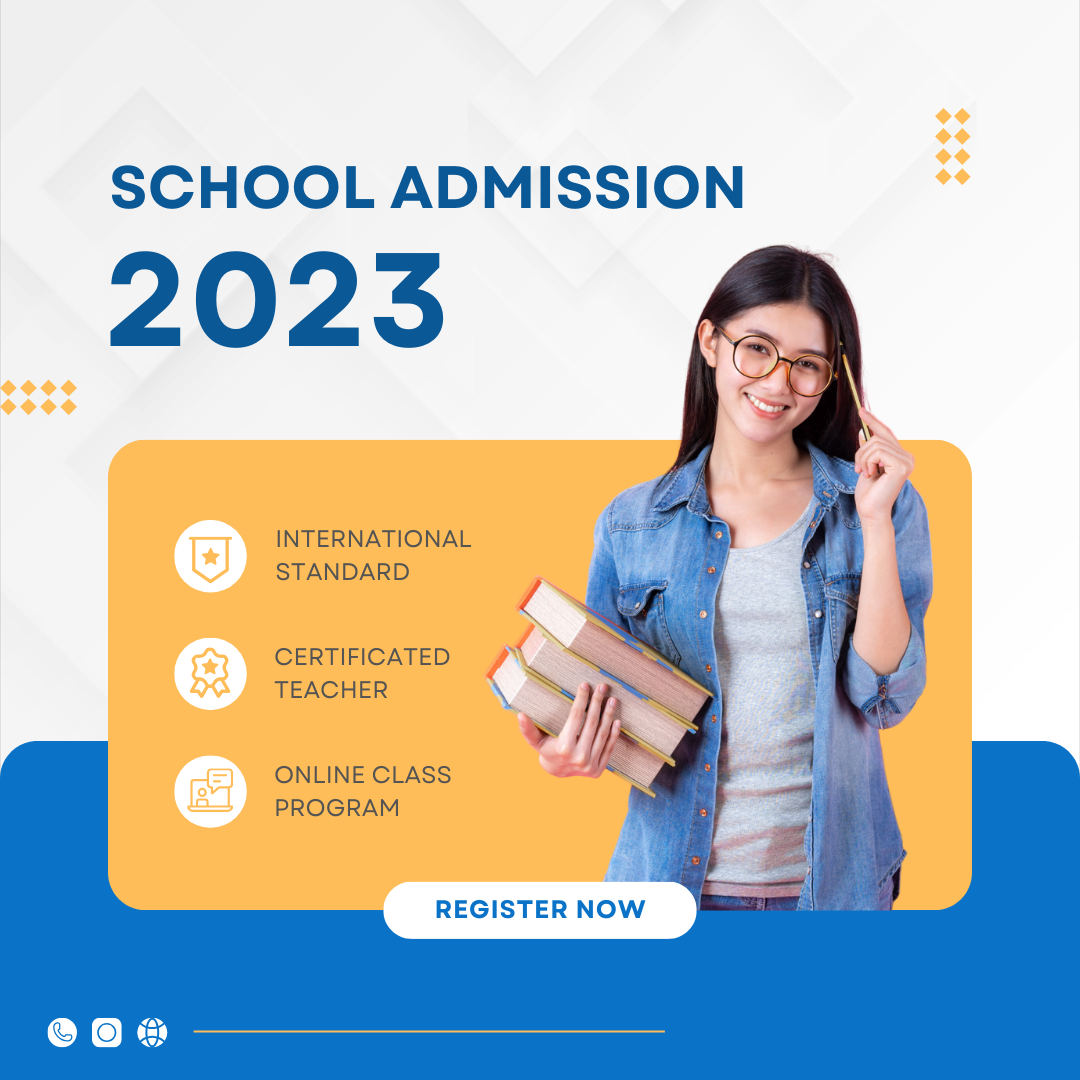 SCHOOL ADMISSION
2023
INTERNATIONAL
STANDARD
CERTIFICATED
TEACHER
ONLINE CLASS
PROGRAM
REGISTER NOW